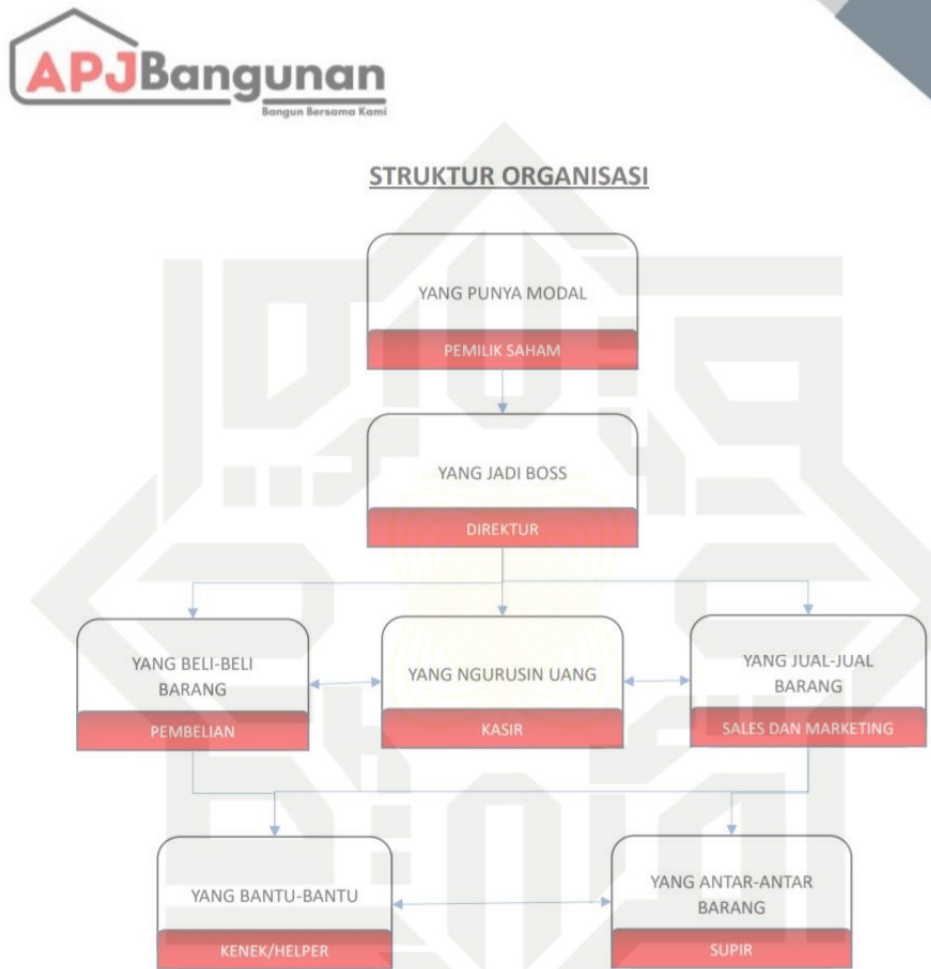 APJBangunan
Bangun Bersama Kami
STRUKTUR ORGANISASI
YANG PUNYA MODAL
PEMILIK SAHAM
YANG JADI BOSS
DIREKTUR
YANG BELI-BELI
BARANG
PEMBELIAN
YANG NGURUSIN UANG
KASIR
YANG JUAL-JUAL
BARANG
SALES DAN MARKETING
YANG BANTU-BANTU
KENEK/HELPER
YANG ANTAR-ANTAR
BARANG
SUPIR